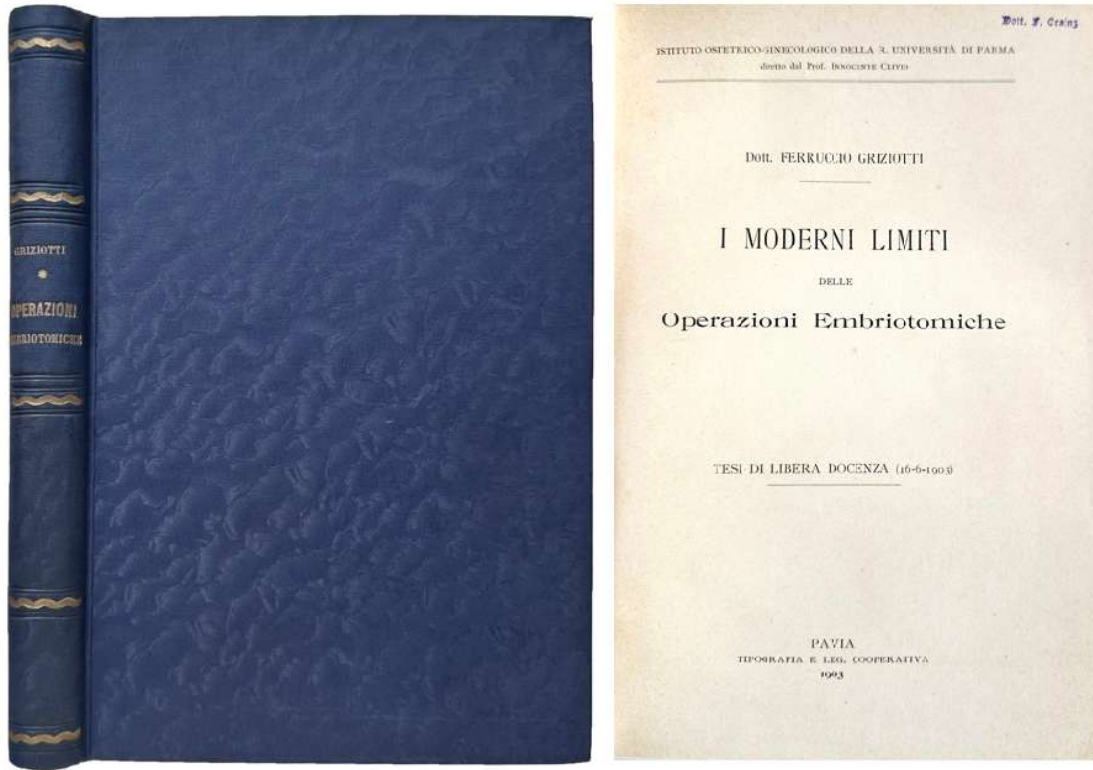 GRIZIOTTI
OPERAZIONI
EMBRIOTOMICHE
Dott. F. Crainz
ISTITUTO OSTETRICO-GINECOLOGICO DELLA R. UNIVERSITÀ DI PARMA
diretto dal Prof. INNOCENTE CLIVIO
Dott. FERRUCCIO GRIZIOTTI
I MODERNI LIMITI
DELLE
Operazioni Embriotomiche
TESI DI LIBERA DOCENZA (16-6-1903)
PAVIA
TIPOGRAFIA E LEG. COOPERATIVA
1903